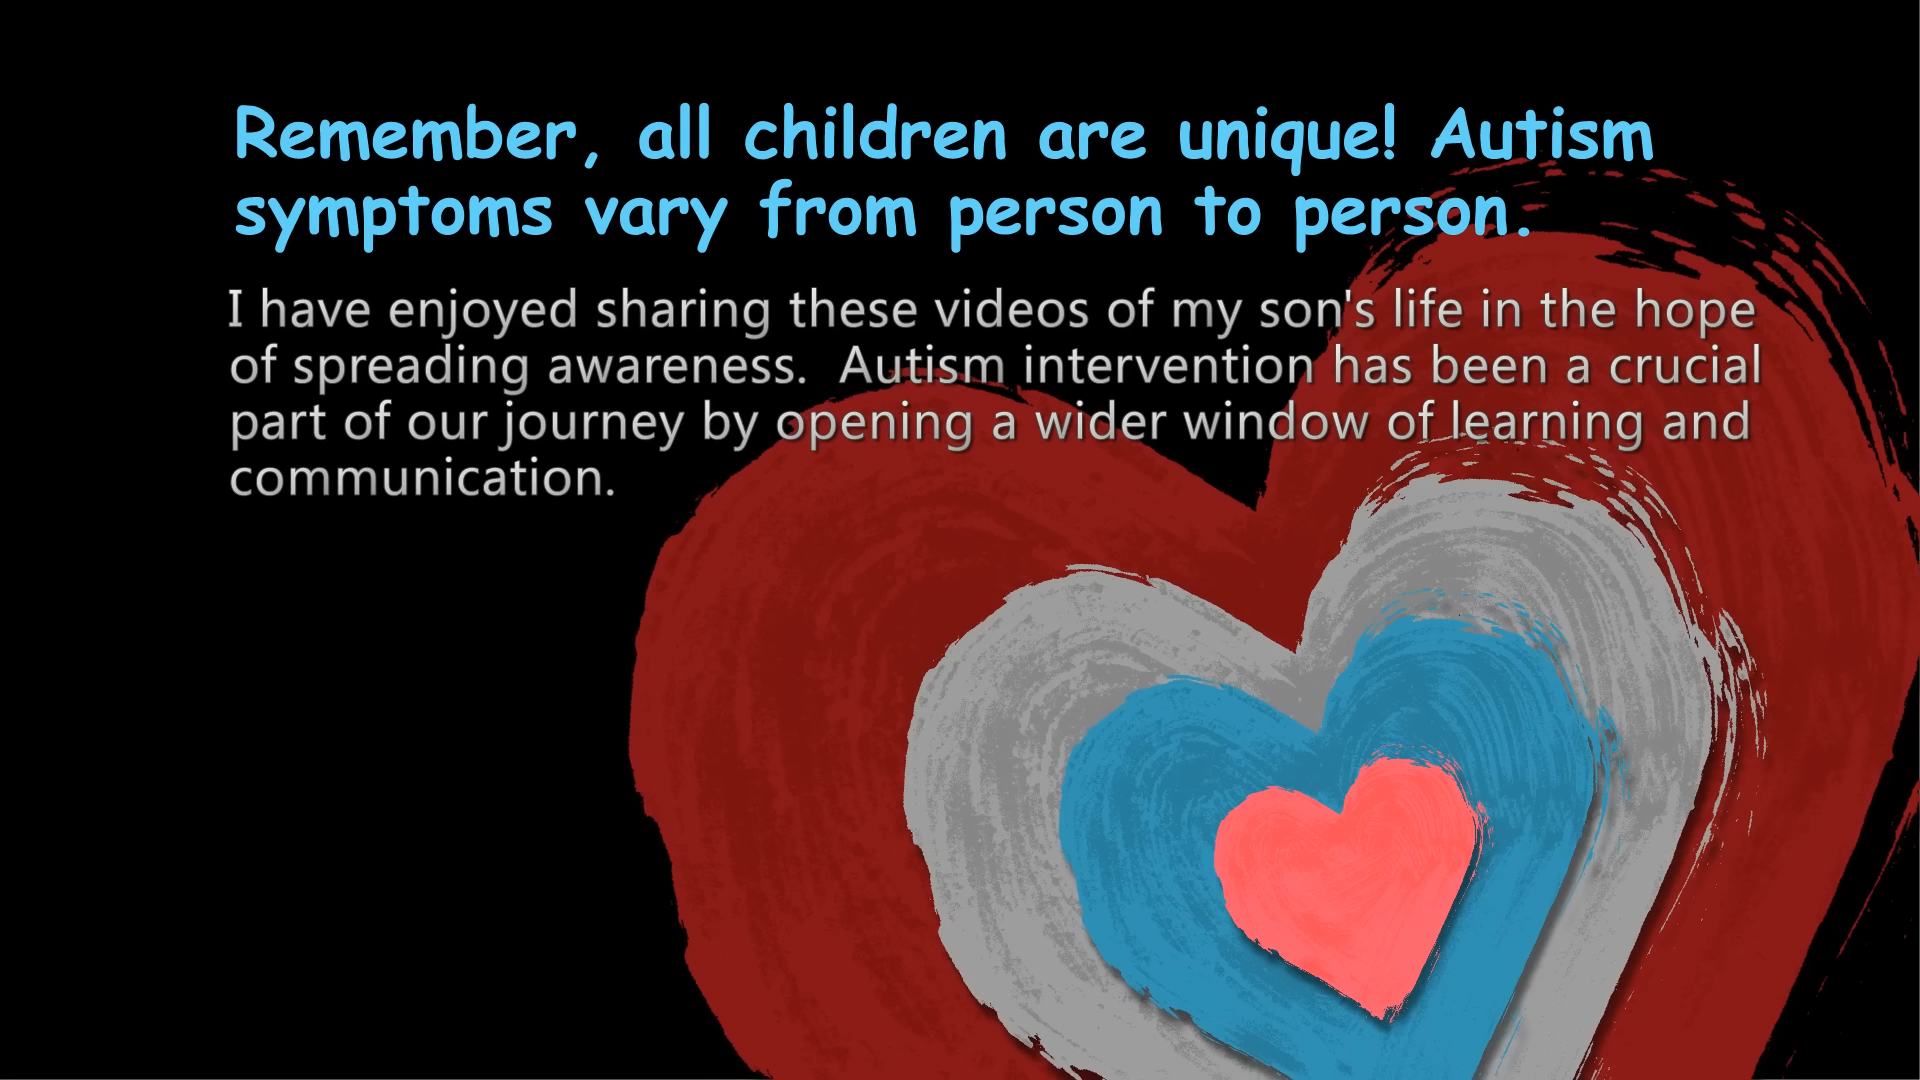 Remember, all children are unique! Autism
symptoms vary from person to person.
I have enjoyed sharing these videos of my son's life in the hope
of spreading awareness.  Autism intervention has been a crucial
part of our journey by opening a wider window of learning and
communication.